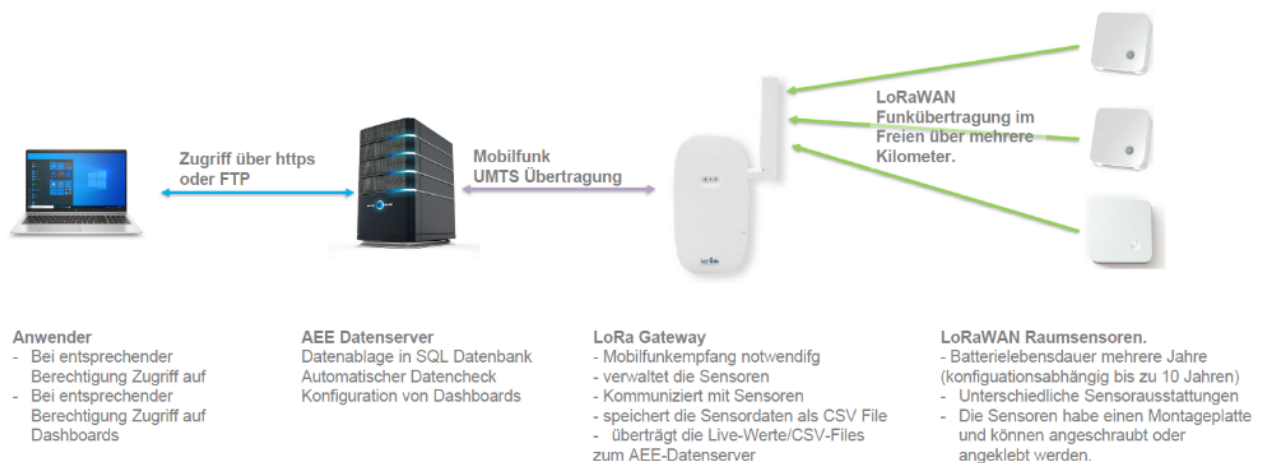 Zugriff über https
oder FTP
Mobilfunk
UMTS Übertragung
LoRaWAN
Funkübertragung im
Freien über mehrere
Kilometer.
Anwender
- Bei entsprechender
Berechtigung Zugriff auf
- Bei entsprechender
Berechtigung Zugriff auf
Dashboards
AEE Datenserver
Datenablage in SQL Datenbank
Automatischer Datencheck
Konfiguration von Dashboards
LoRa Gateway
- Mobilfunkempfang notwendifg
- verwaltet die Sensoren
- Kommuniziert mit Sensoren
- speichert die Sensordaten als CSV File
- überträgt die Live-Werte/CSV-Files
zum AEE-Datenserver
LoRaWAN Raumsensoren.
- Batterielebensdauer mehrere Jahre
(konfiguationsabhängig bis zu 10 Jahren)
- Unterschiedliche Sensorausstattungen
- Die Sensoren habe einen Montageplatte
und können angeschraubt oder
angeklebt werden.